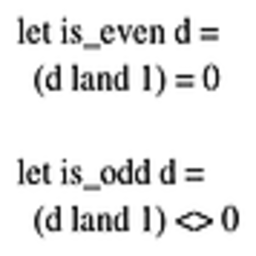 let is_even d =
(d land 1) = 0
let is_odd d =
(d land 1) <> 0